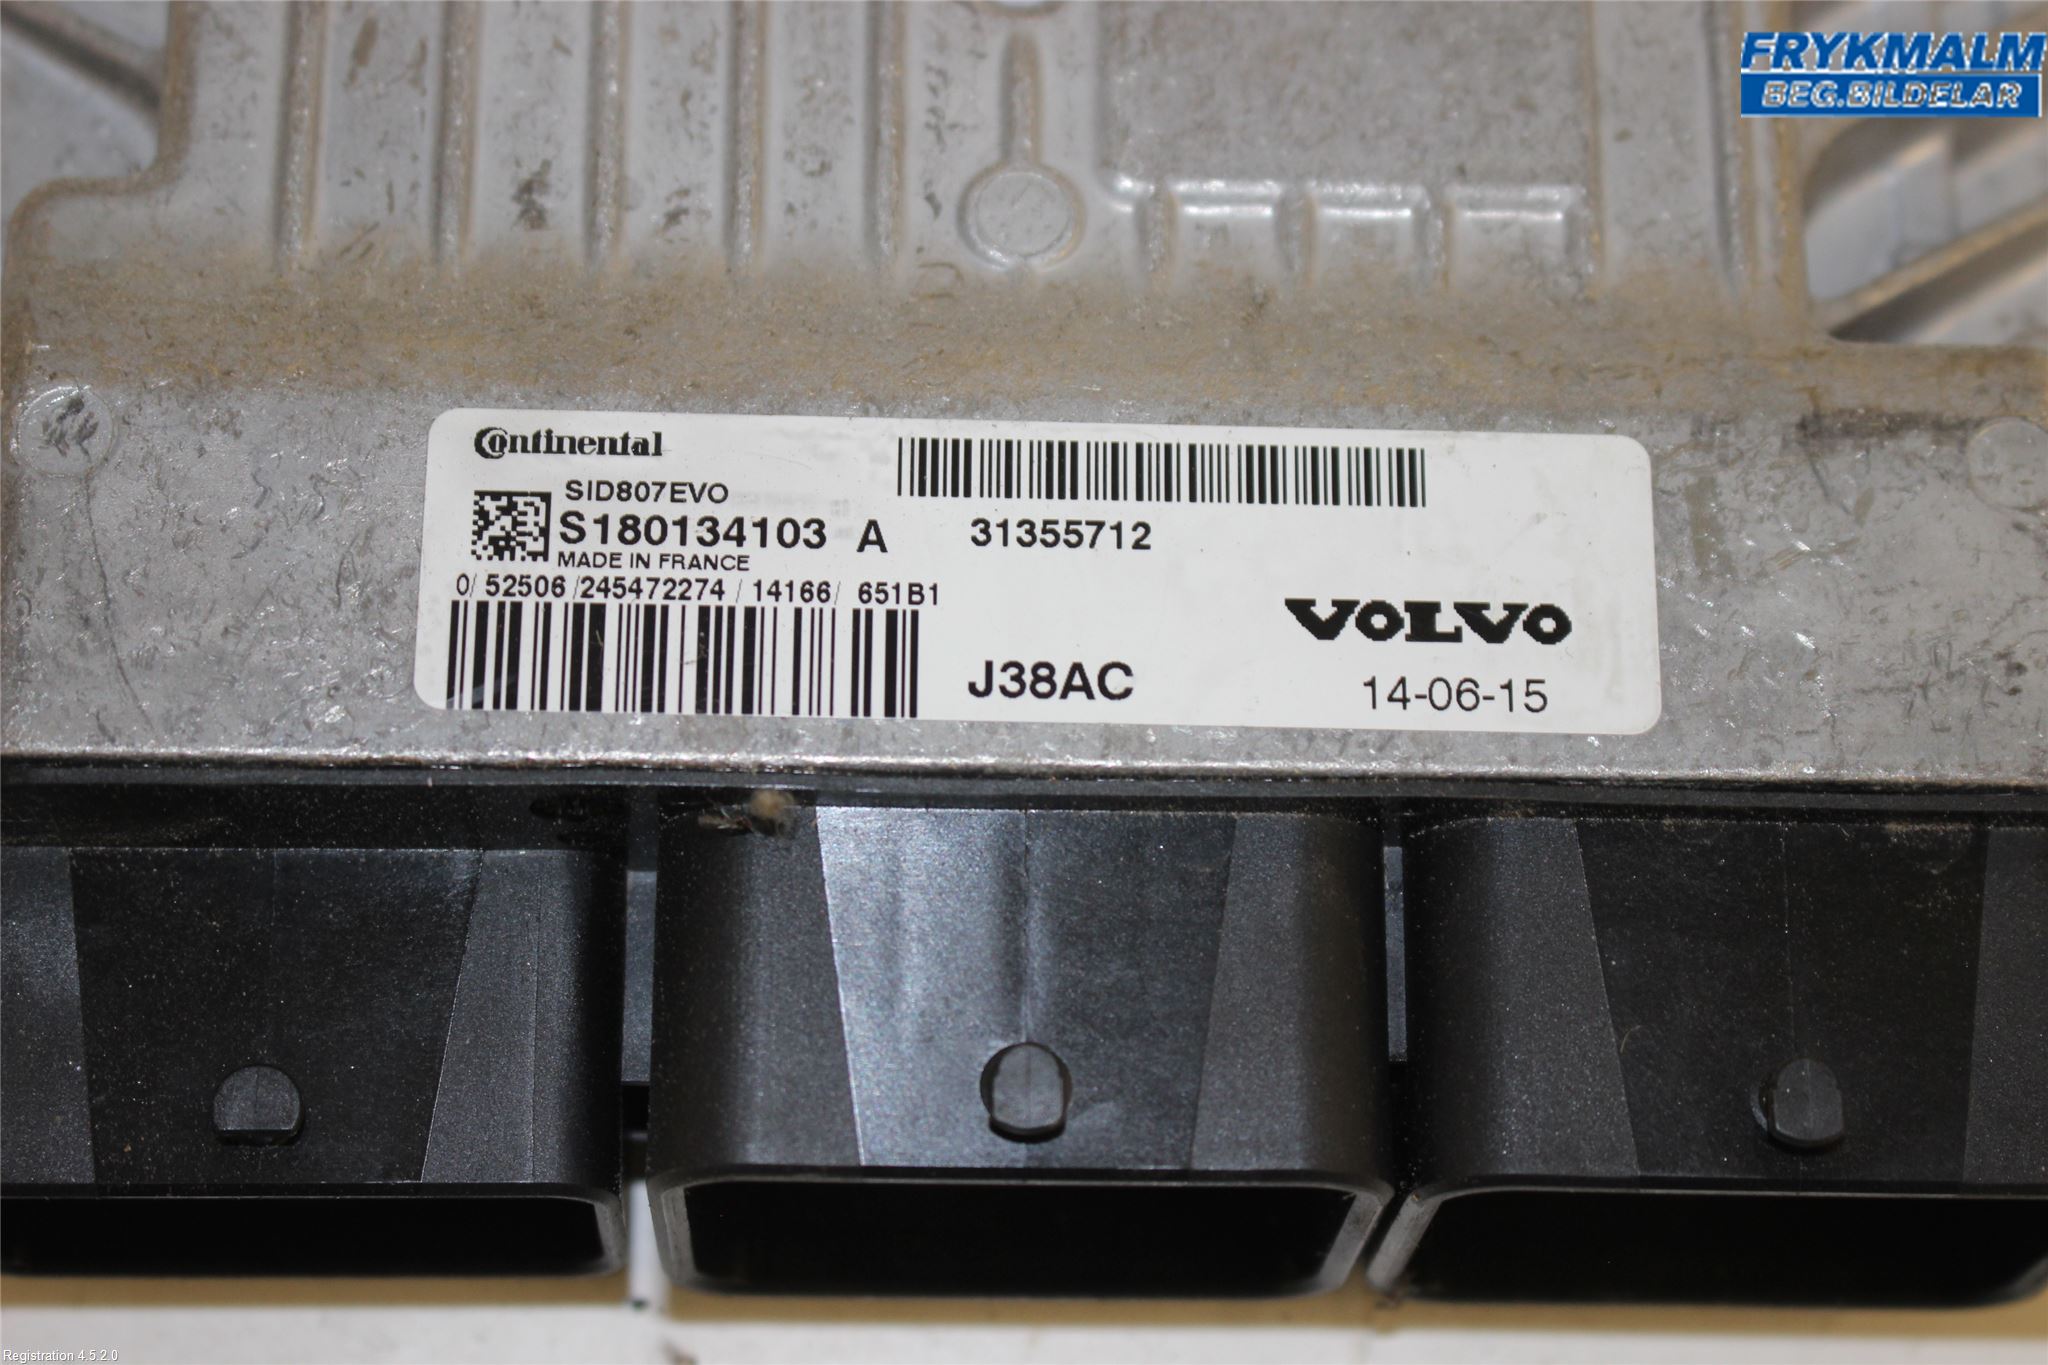 FRYKMALM
BEG.BILDELAR
Continental
SID807EVO
S180134103 A 31355712
MADE IN FRANCE
0/ 52506 /245472274 / 14166/ 651B1
VOLVO
J38AC 14-06-15
Registration 4.5.2.0